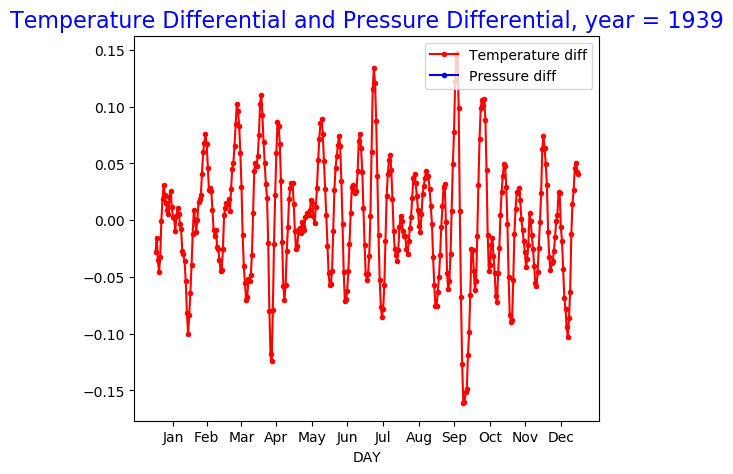 Temperature Differential and Pressure Differential, year = 1939
Temperature diff
Pressure diff
0.15
0.10
0.05
0.00
−0.05
−0.10
−0.15
Jan Feb Mar Apr May Jun Jul Aug Sep Oct Nov Dec
DAY